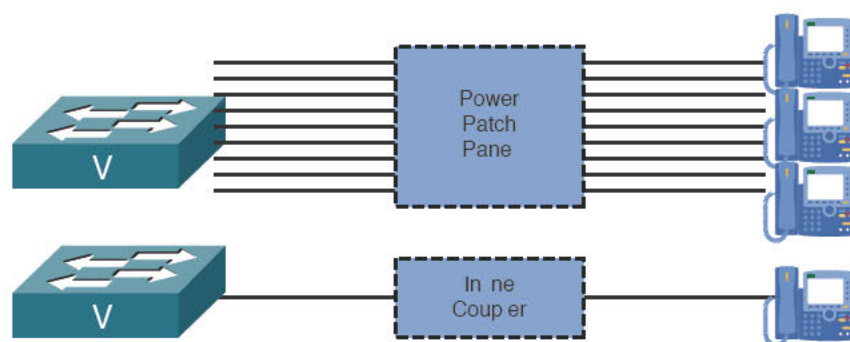 Power
Patch
Pane
V
In ne
Coup er
V